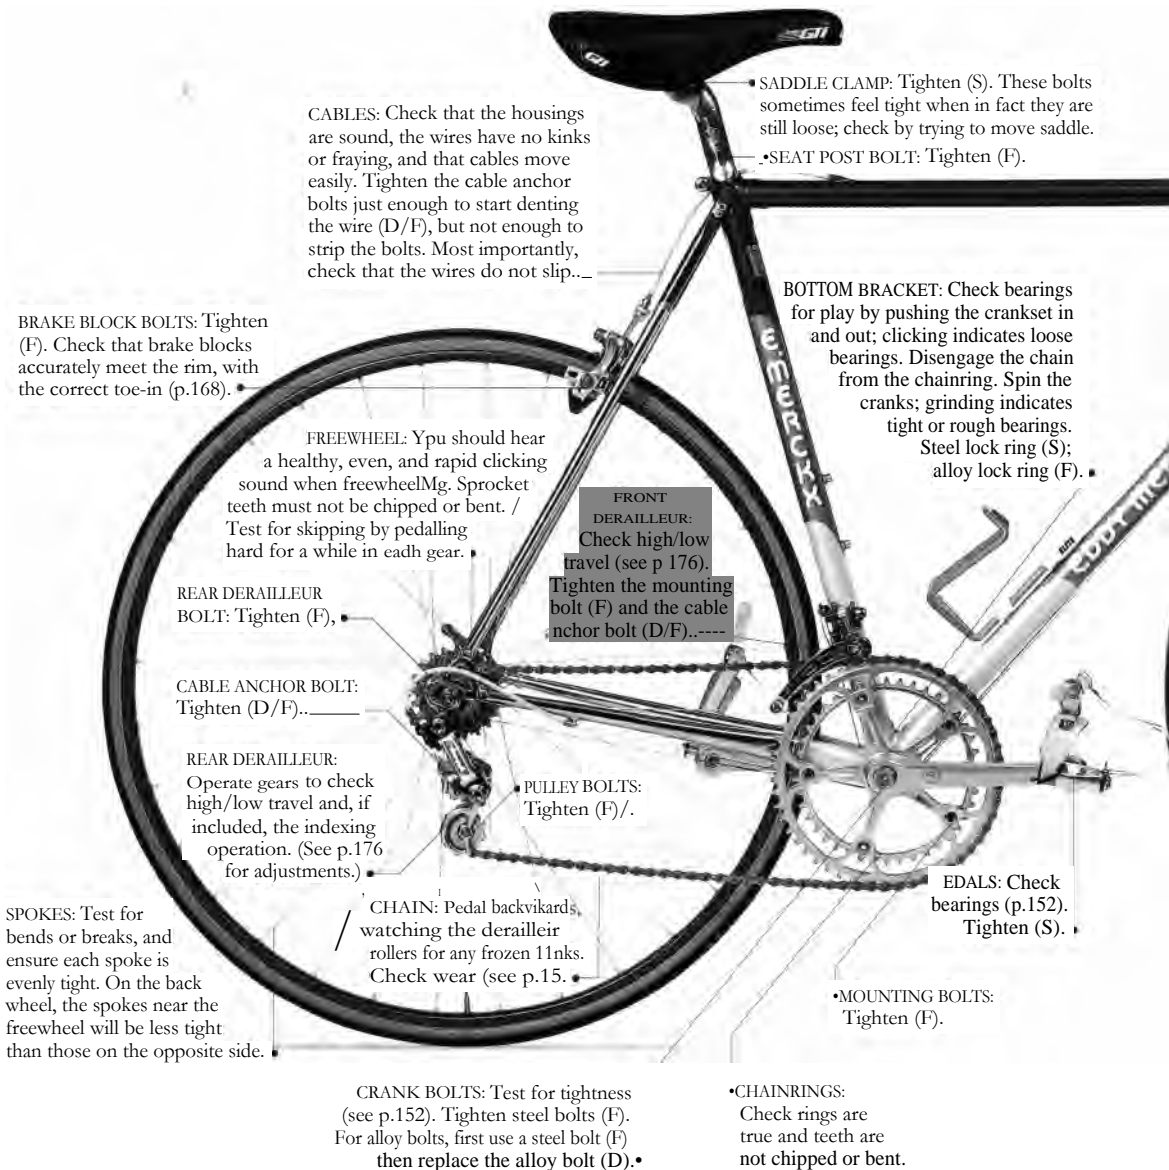 SADDLE CLAMP: Tighten (S). These bolts
sometimes feel tight when in fact they are
still loose; check by trying to move saddle.
•SEAT POST BOLT: Tighten (F).
CABLES: Check that the housings
are sound, the wires have no kinks
or fraying, and that cables move
easily. Tighten the cable anchor
bolts just enough to start denting
the wire (D/F), but not enough to
strip the bolts. Most importantly,
check that the wires do not slip.._
BOTTOM BRACKET: Check bearings
for play by pushing the crankset in
and out; clicking indicates loose
bearings. Disengage the chain
from the chainring. Spin the
cranks; grinding indicates
tight or rough bearings.
Steel lock ring (S);
alloy lock ring (F).
BRAKE BLOCK BOLTS: Tighten
(F). Check that brake blocks
accurately meet the rim, with
the correct toe-in (p.168).
E. MERCKX
EDDY
FREEWHEEL: Ypu should hear
a healthy, even, and rapid clicking
sound when freewheelMg. Sprocket
teeth must not be chipped or bent. /
Test for skipping by pedalling
hard for a while in eadh gear.
FRONT
DERAILLEUR:
Check high/low
travel (see p 176).
Tighten the mounting
bolt (F) and the cable
nchor bolt (D/F)..----
REAR DERAILLEUR
BOLT: Tighten (F),
CABLE ANCHOR BOLT:
Tighten (D/F).._____
REAR DERAILLEUR:
Operate gears to check
high/low travel and, if
included, the indexing
operation. (See p.176
for adjustments.)
PULLEY BOLTS:
Tighten (F)/.
EDALS: Check
bearings (p.152).
Tighten (S).
CHAIN: Pedal backvikards,
watching the derailleir
rollers for any frozen 11nks.
Check wear (see p.15.
SPOKES: Test for
bends or breaks, and
ensure each spoke is
evenly tight. On the back
wheel, the spokes near the
freewheel will be less tight
than those on the opposite side.
•MOUNTING BOLTS:
Tighten (F).
CRANK BOLTS: Test for tightness
(see p.152). Tighten steel bolts (F).
For alloy bolts, first use a steel bolt (F)
then replace the alloy bolt (D).•
•CHAINRINGS:
Check rings are
true and teeth are
not chipped or bent.